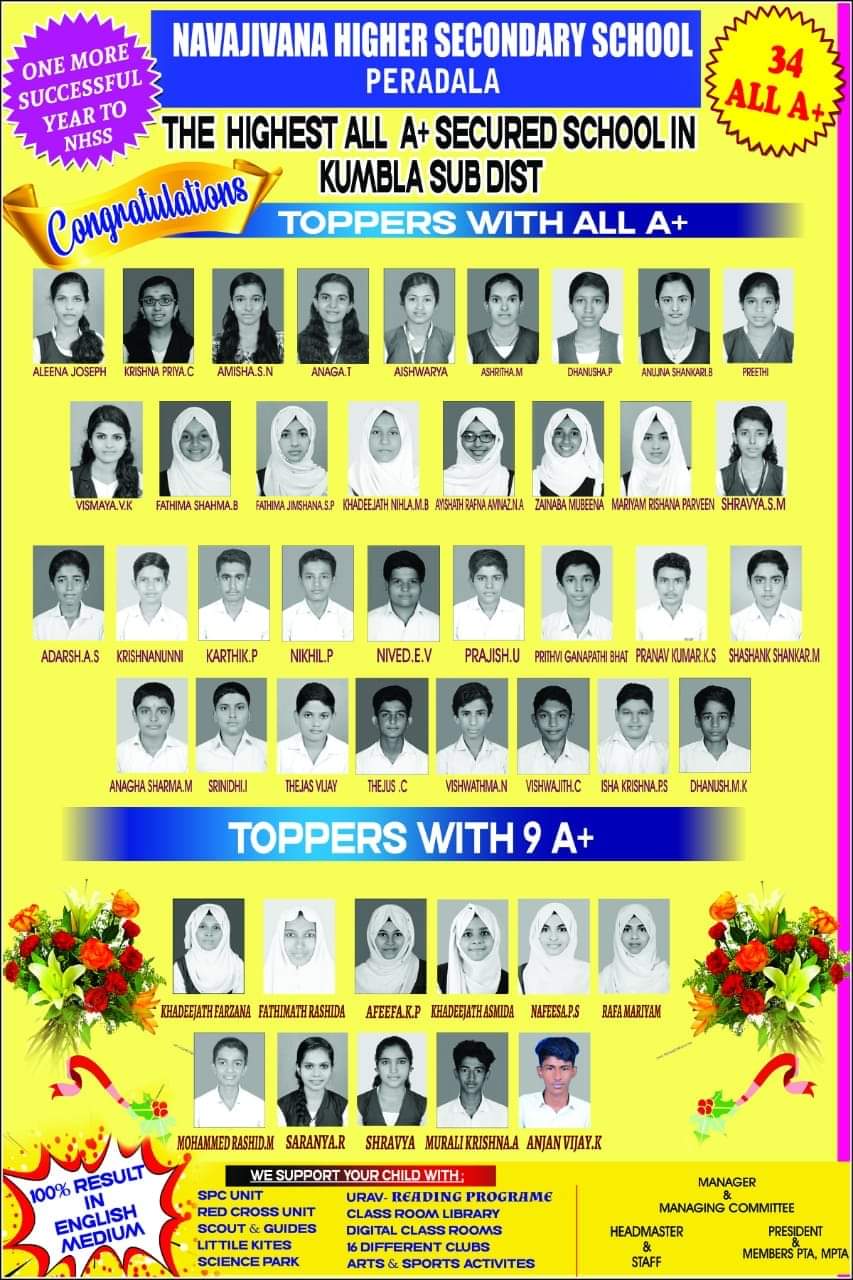 ONE MORE
SUCCESSFUL
YEAR TO
NHSS
NAVAJIVANA HIGHER SECONDARY SCHOOL
PERADALA
34
ALL A+
THE HIGHEST ALL A+ SECURED SCHOOL IN
KUMBLA SUB DIST
Congratulations
TOPPERS WITH ALL A+
ALEENA JOSEPH KRISHNA PRIYA.C AMISHA.S.N ANAGA.T AISHWARYA ASHRITHA.M DHANUSHA.P ANUJNA SHANKARI.B PREETHI
VISMAYA.V.K FATHIMA SHAHMA.B FATHIMA JIMSHANA.S.P KHADEEJATH NIHLA.M.B AYISHATH RAFNA AMNAZ.N.A ZAINABA MUBEENA MARIYAM RISHANA PARVEEN SHRAVYA.S.M
ADARSH.A.S KRISHNANUNNI KARTHIK.P NIKHIL.P NIVED.E.V PRAJISH.U PRITHVI GANAPATHI BHAT PRANAV KUMAR.K.S SHASHANK SHANKAR.M
ANAGHA SHARMA.M SRINIDHI.I THEJAS VIJAY THEJUS .C VISHWATHMA.N VISHWAJITH.C ISHA KRISHNA.P.S DHANUSH.M.K
TOPPERS WITH 9 A+
KHADEEJATH FARZANA FATHIMATH RASHIDA AFEEFA.K.P KHADEEJATH ASMIDA NAFEESA.P.S RAFA MARIYAM
MOHAMMED RASHID.M SARANYA.R SHRAVYA MURALI KRISHNA.A ANJAN VIJAY.K
100% RESULT
IN
ENGLISH
MEDIUM
WE SUPPORT YOUR CHILD WITH ;
SPC UNIT
RED CROSS UNIT
SCOUT & GUIDES
LITTILE KITES
SCIENCE PARK
URAV- READING PROGRAME
CLASS ROOM LIBRARY
DIGITAL CLASS ROOMS
16 DIFFERENT CLUBS
ARTS & SPORTS ACTIVITES
MANAGER
&
MANAGING COMMITTEE
HEADMASTER
&
STAFF
PRESIDENT
&
MEMBERS PTA, MPTA